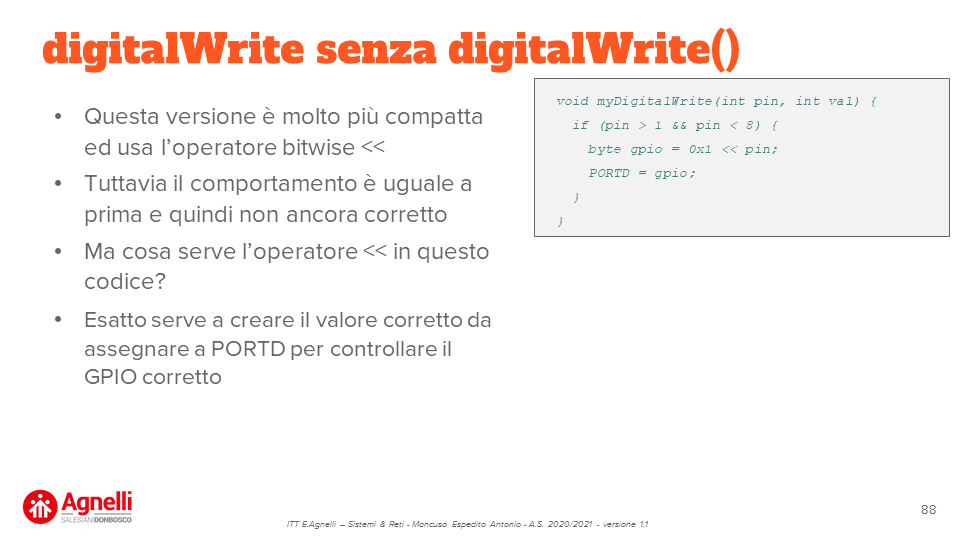 digitalWrite senza digitalWrite()
• Questa versione è molto più compatta
ed usa l'operatore bitwise <<
• Tuttavia il comportamento è uguale a
prima e quindi non ancora corretto
• Ma cosa serve l'operatore << in questo
codice?
• Esatto serve a creare il valore corretto da
assegnare a PORTD per controllare il
GPIO corretto
void myDigitalWrite(int pin, int val) {
if (pin > 1 && pin < 8) {
byte gpio = 0x1 << pin;
PORTD = gpio;
}
}
Agnelli
SALESIANI DONBOSCO
ITT E.Agnelli – Sistemi & Reti - Mancuso Espedito Antonio - A.S. 2020/2021 - versione 1.1
88